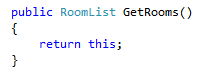 public RoomList GetRooms()
{
    return this;
}